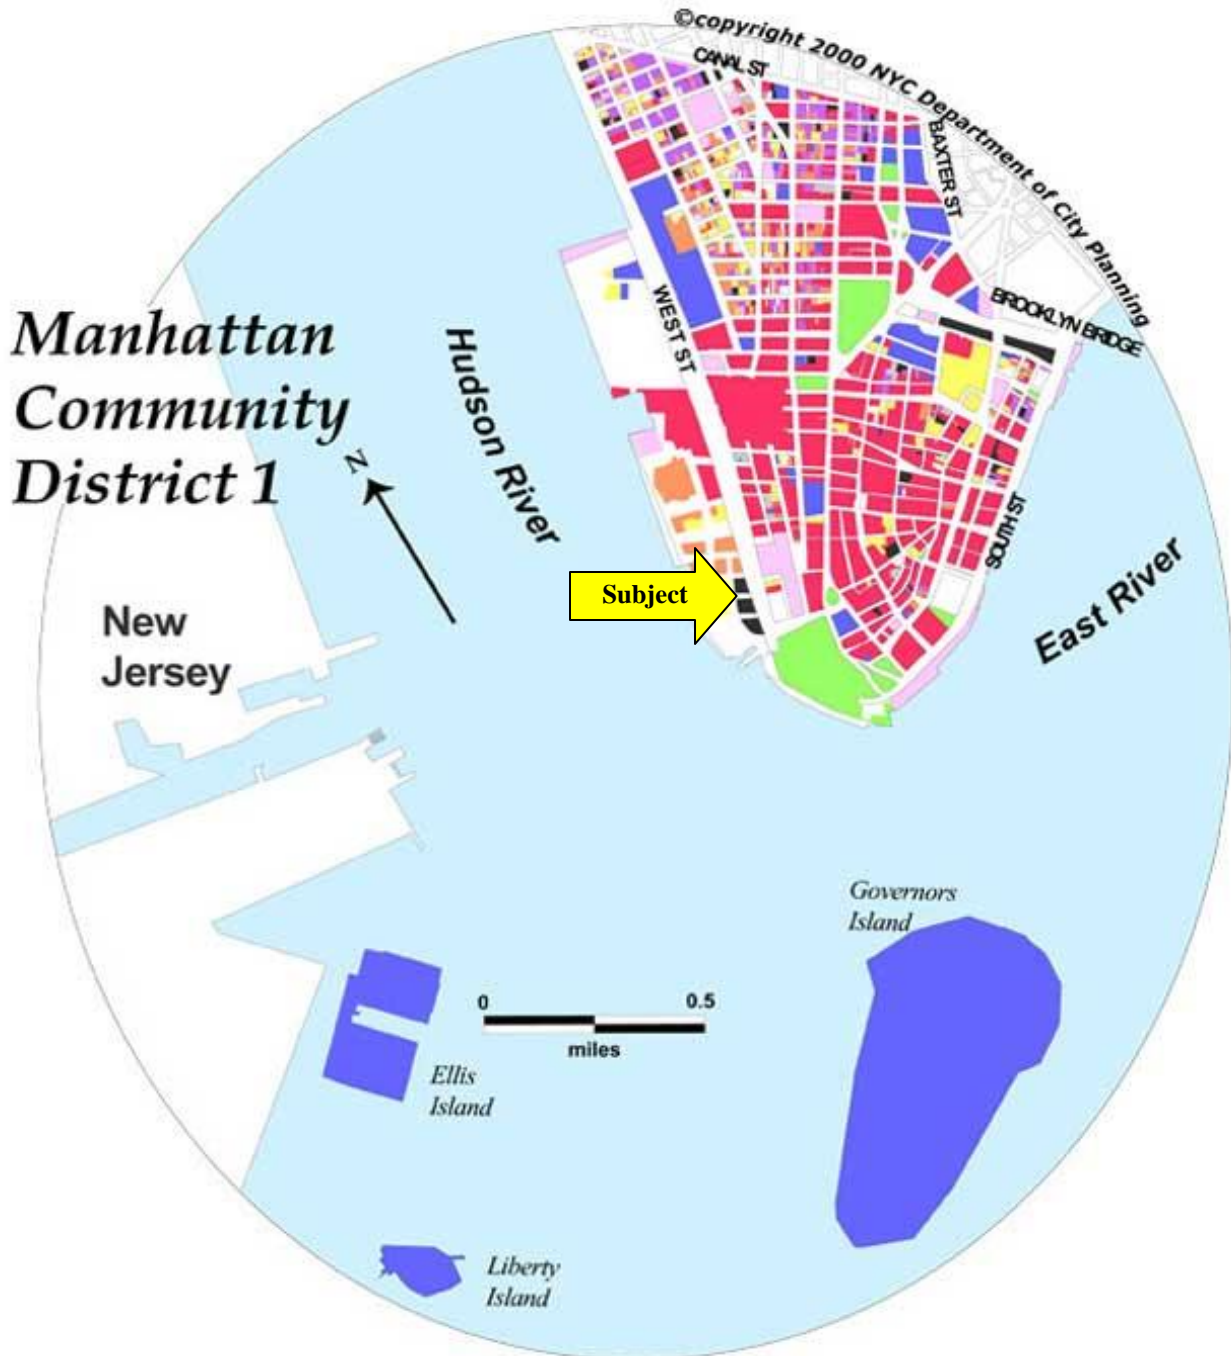 ©copyright 2000 NYC Department of City Planning
CANAL ST
BAXTER ST
Manhattan
Community
District 1
N
Hudson River
WEST ST
BROOKLYN BRIDGE
SOUTH ST
East River
Subject
New
Jersey
Governors
Island
0 0.5
miles
Ellis
Island
Liberty
Island